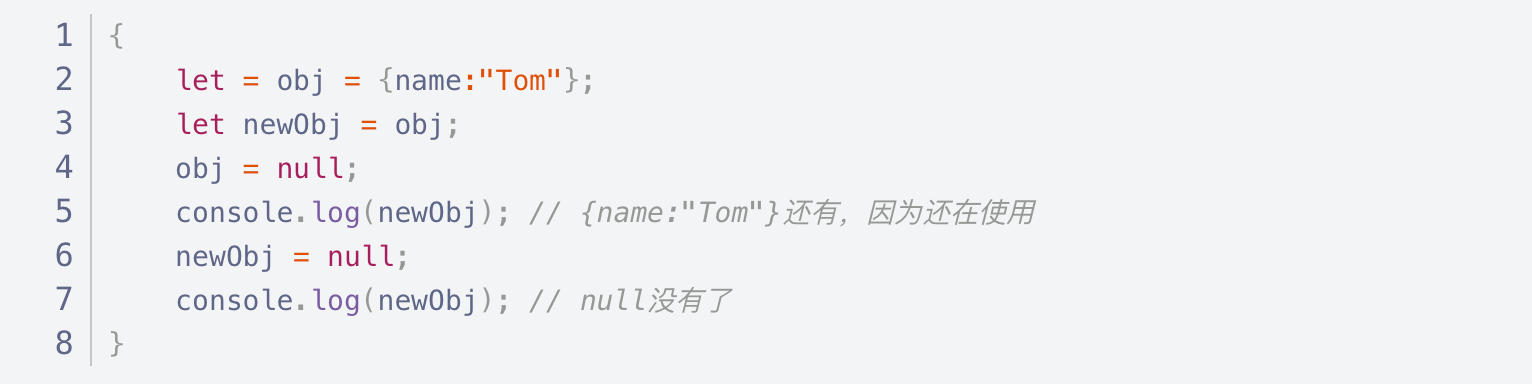 1 {
2     let = obj = {name:"Tom"};
3     let newObj = obj;
4     obj = null;
5     console.log(newObj); // {name:"Tom"}还有，因为还在使用
6     newObj = null;
7     console.log(newObj); // null没有了
8 }